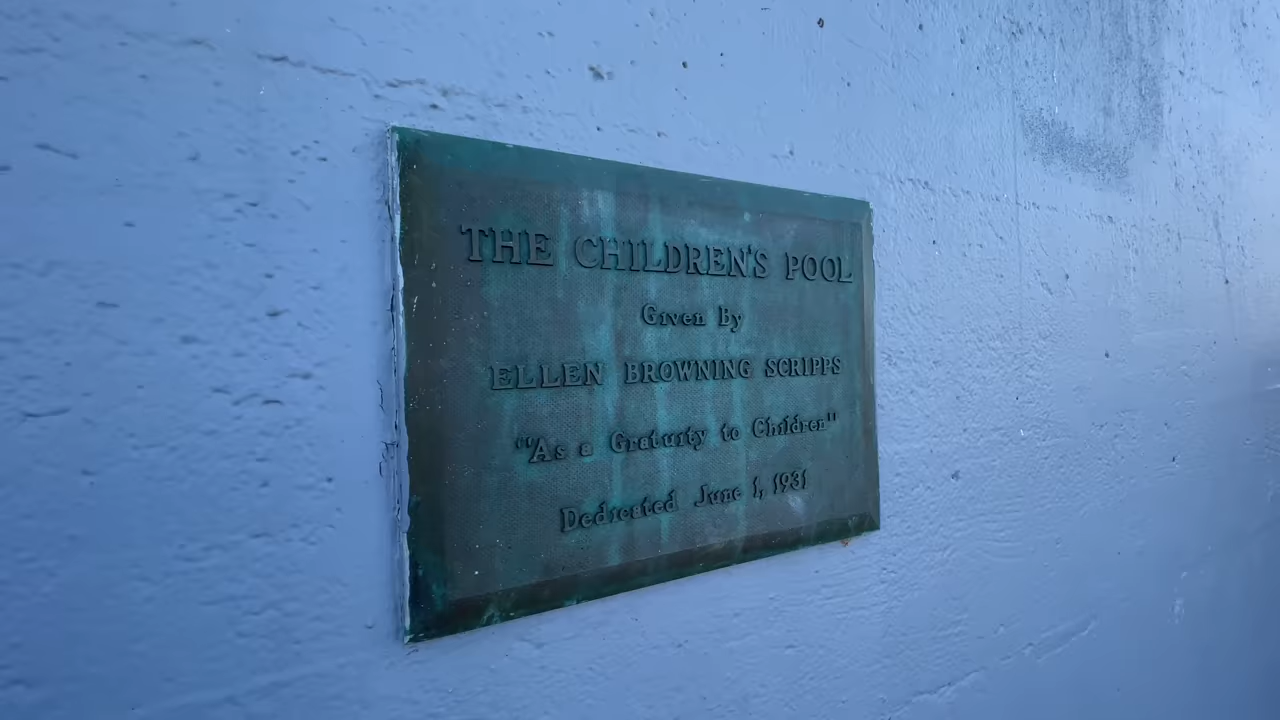 THE CHILDREN'S POOL
Given By
ELLEN BROWNING SCRIPPS
"As a Gratuity to Children"
Dedicated June 1, 1931